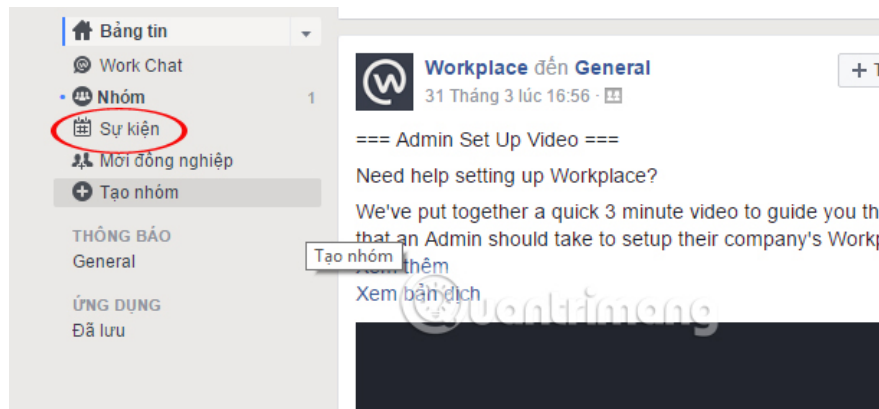 Bảng tin
Work Chat
Nhóm 1
Sự kiện
Mời đồng nghiệp
Tạo nhóm
THÔNG BÁO
General
ỨNG DỤNG
Đã lưu
Workplace đến General
31 Tháng 3 lúc 16:56 ·
=== Admin Set Up Video ===
Need help setting up Workplace?
We've put together a quick 3 minute video to guide you
that an Admin should take to setup their company's
Tạo nhóm
Xem thêm
Xem bản dịch
Quantrimang